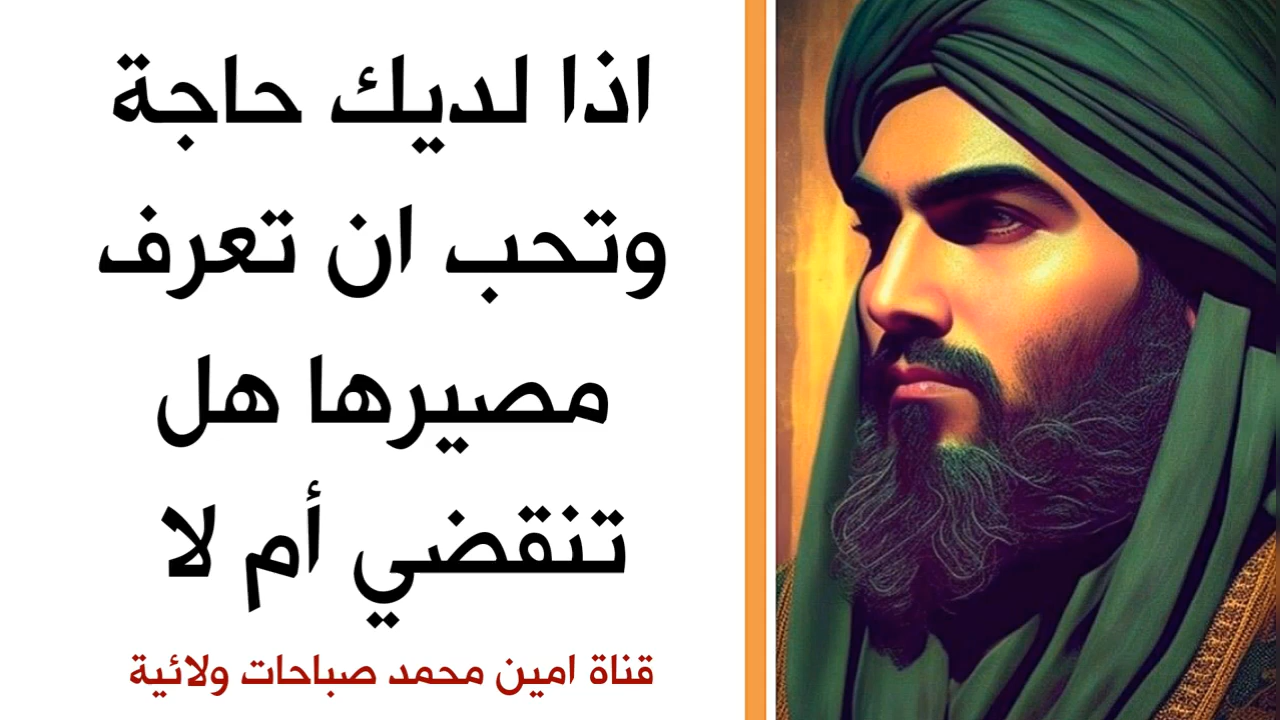 اذا لديك حاجة
وتحب ان تعرف
مصيرها هل
تنقضي أم لا
قناة امين محمد صباحات ولائية